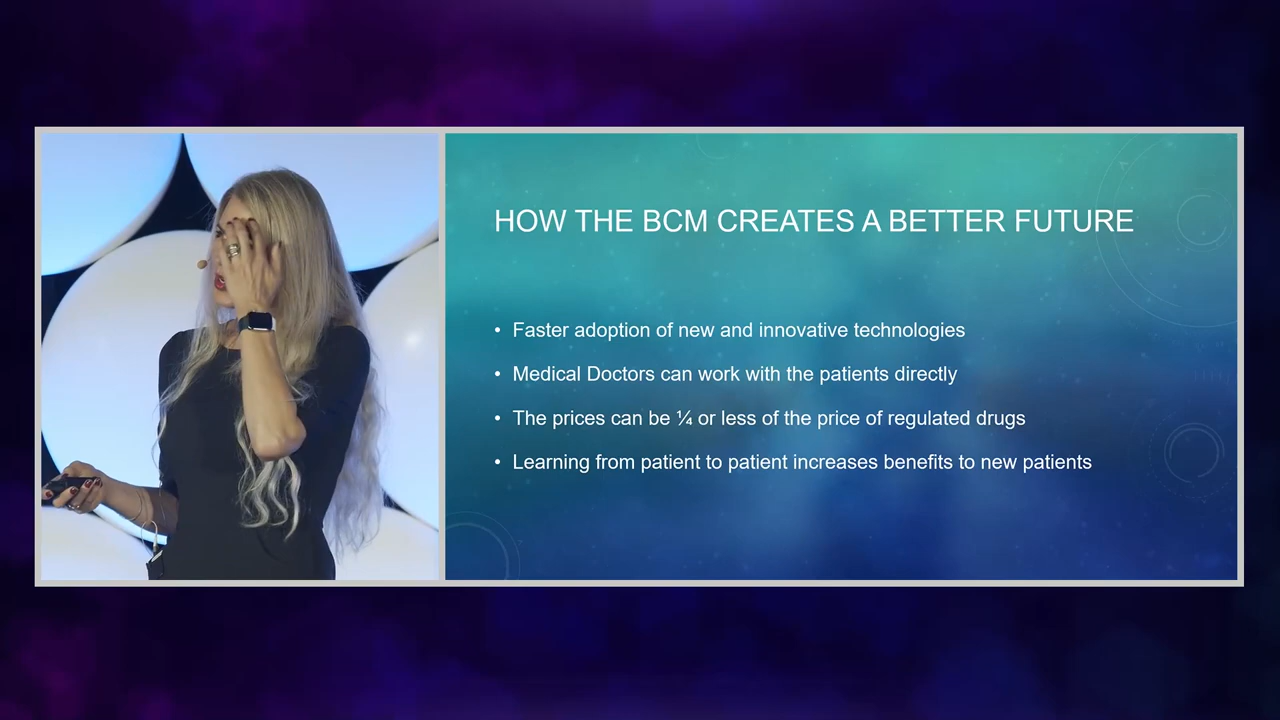 HOW THE BCM CREATES A BETTER FUTURE
• Faster adoption of new and innovative technologies
• Medical Doctors can work with the patients directly
• The prices can be ¼ or less of the price of regulated drugs
• Learning from patient to patient increases benefits to new patients